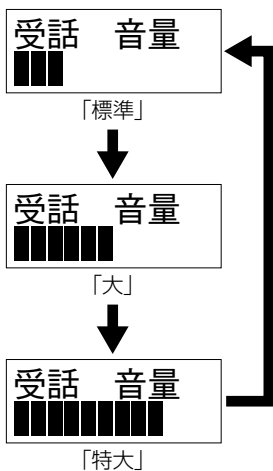 受話 音量
「標準」
受話 音量
「大」
受話 音量
「特大」